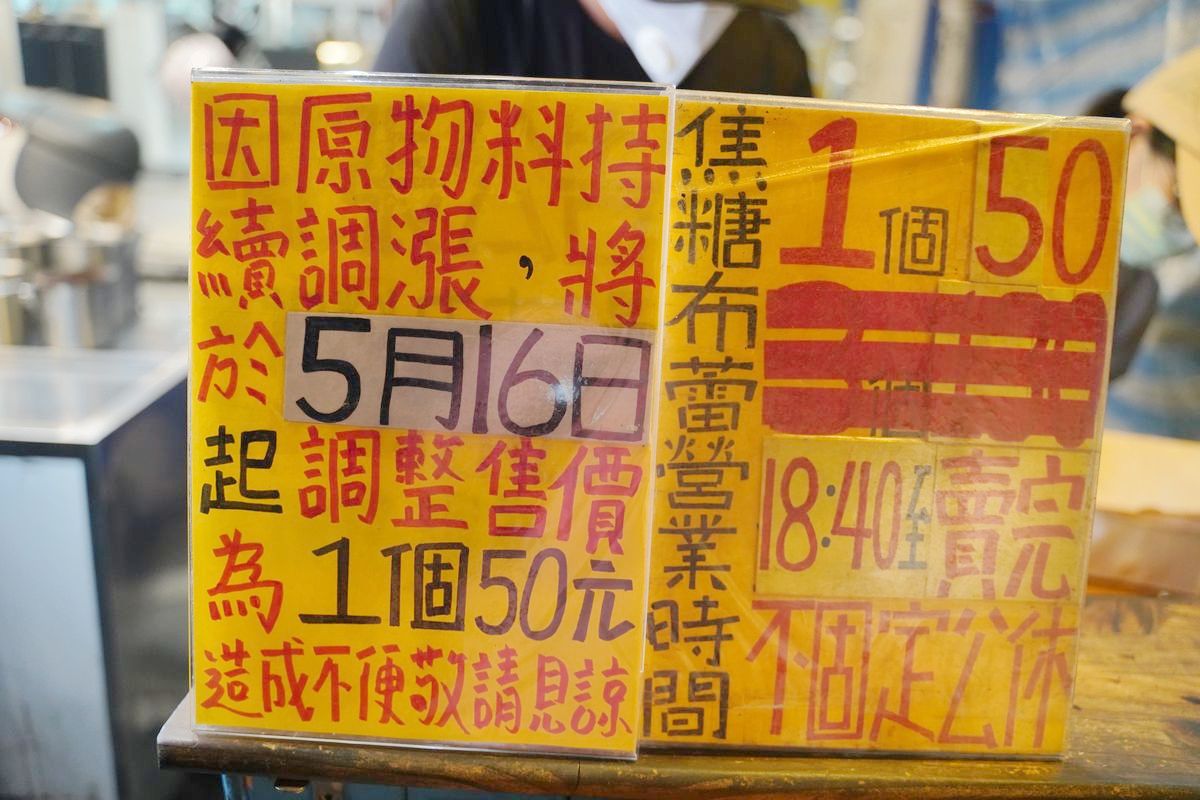 因原物料持
續調漲，將
於5月16日
起調整售價
為1個50元
造成不便敬請見諒
焦糖布蕾營業時間
1個50
個
18:40至賣完
不固定公休